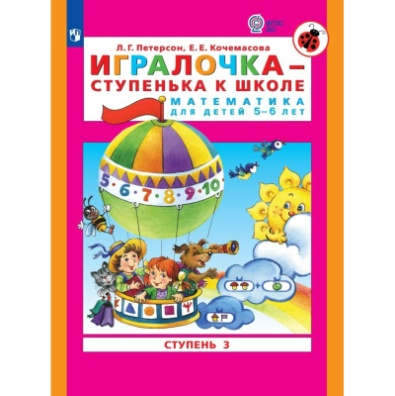 Л. Г. Петерсон, Е. Е. Кочемасова
ИГРАЛОЧКА –
СТУПЕНЬКА К ШКОЛЕ
МАТЕМАТИКА
ДЛЯ ДЕТЕЙ 5–6 ЛЕТ
5·6·7·8·9·10
СТУПЕНЬ 3